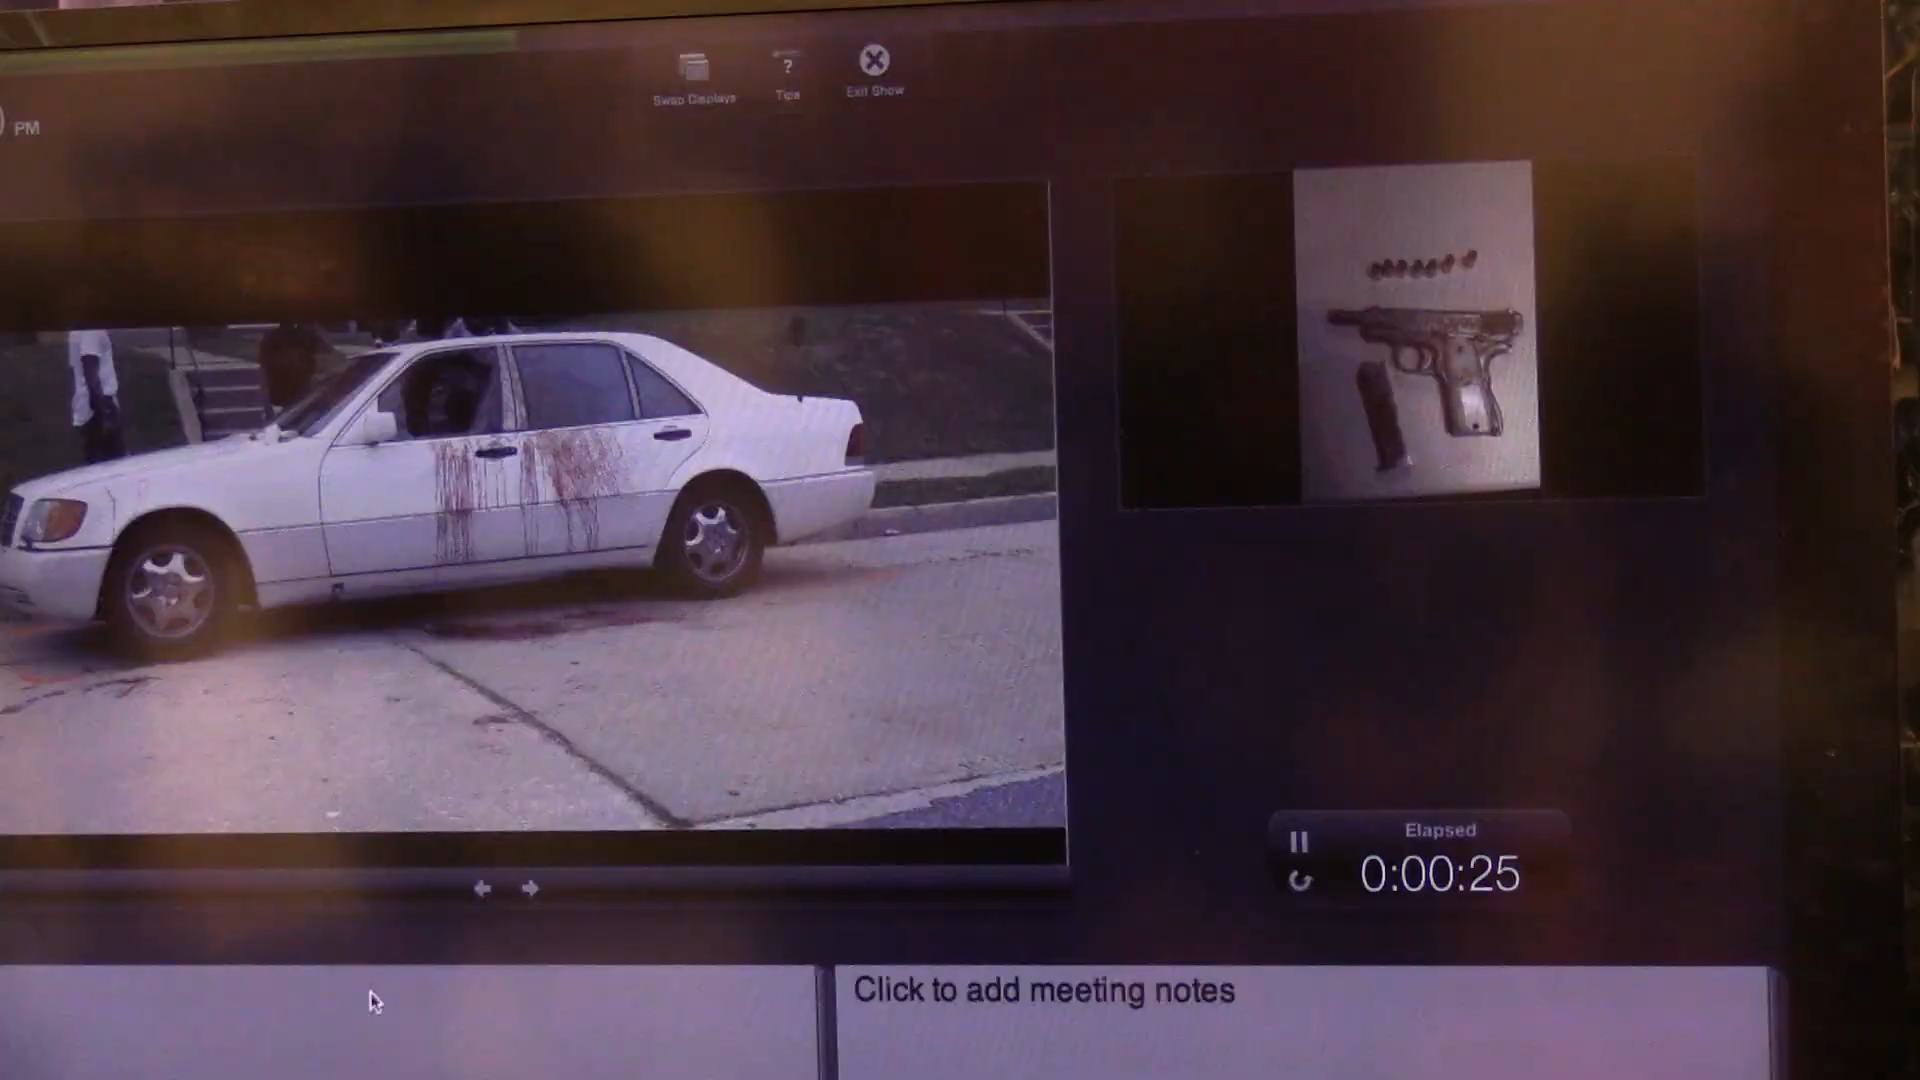 Swap Displays
Tips
Exit Show
PM
Elapsed
0:00:25
Click to add meeting notes